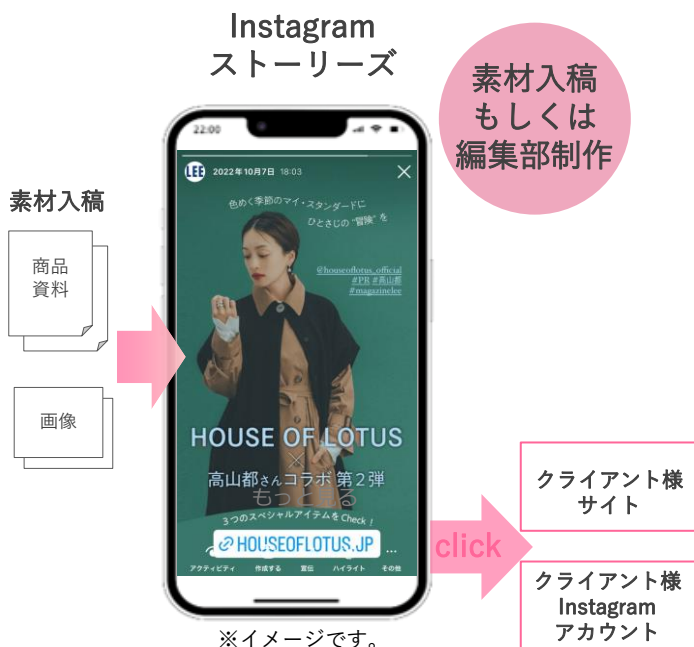 Instagram
ストーリーズ
素材入稿
もしくは
編集部制作
素材入稿
商品
資料
画像
22:00
LEE 2022年10月7日 18:03
色めく季節のマイ・スタンダードに
ひとさじの“冒険”を
@houseoflotus_official
#PR #高山都
#magazinelee
HOUSE OF LOTUS
×
高山都さんコラボ 第2弾
もっと見る
3つのスペシャルアイテムをCheck!
HOUSEOFLOTUS.JP
アクティビティ 作成する 宣伝 ハイライト その他
click
クライアント様
サイト
クライアント様
Instagram
アカウント
※イメージです。